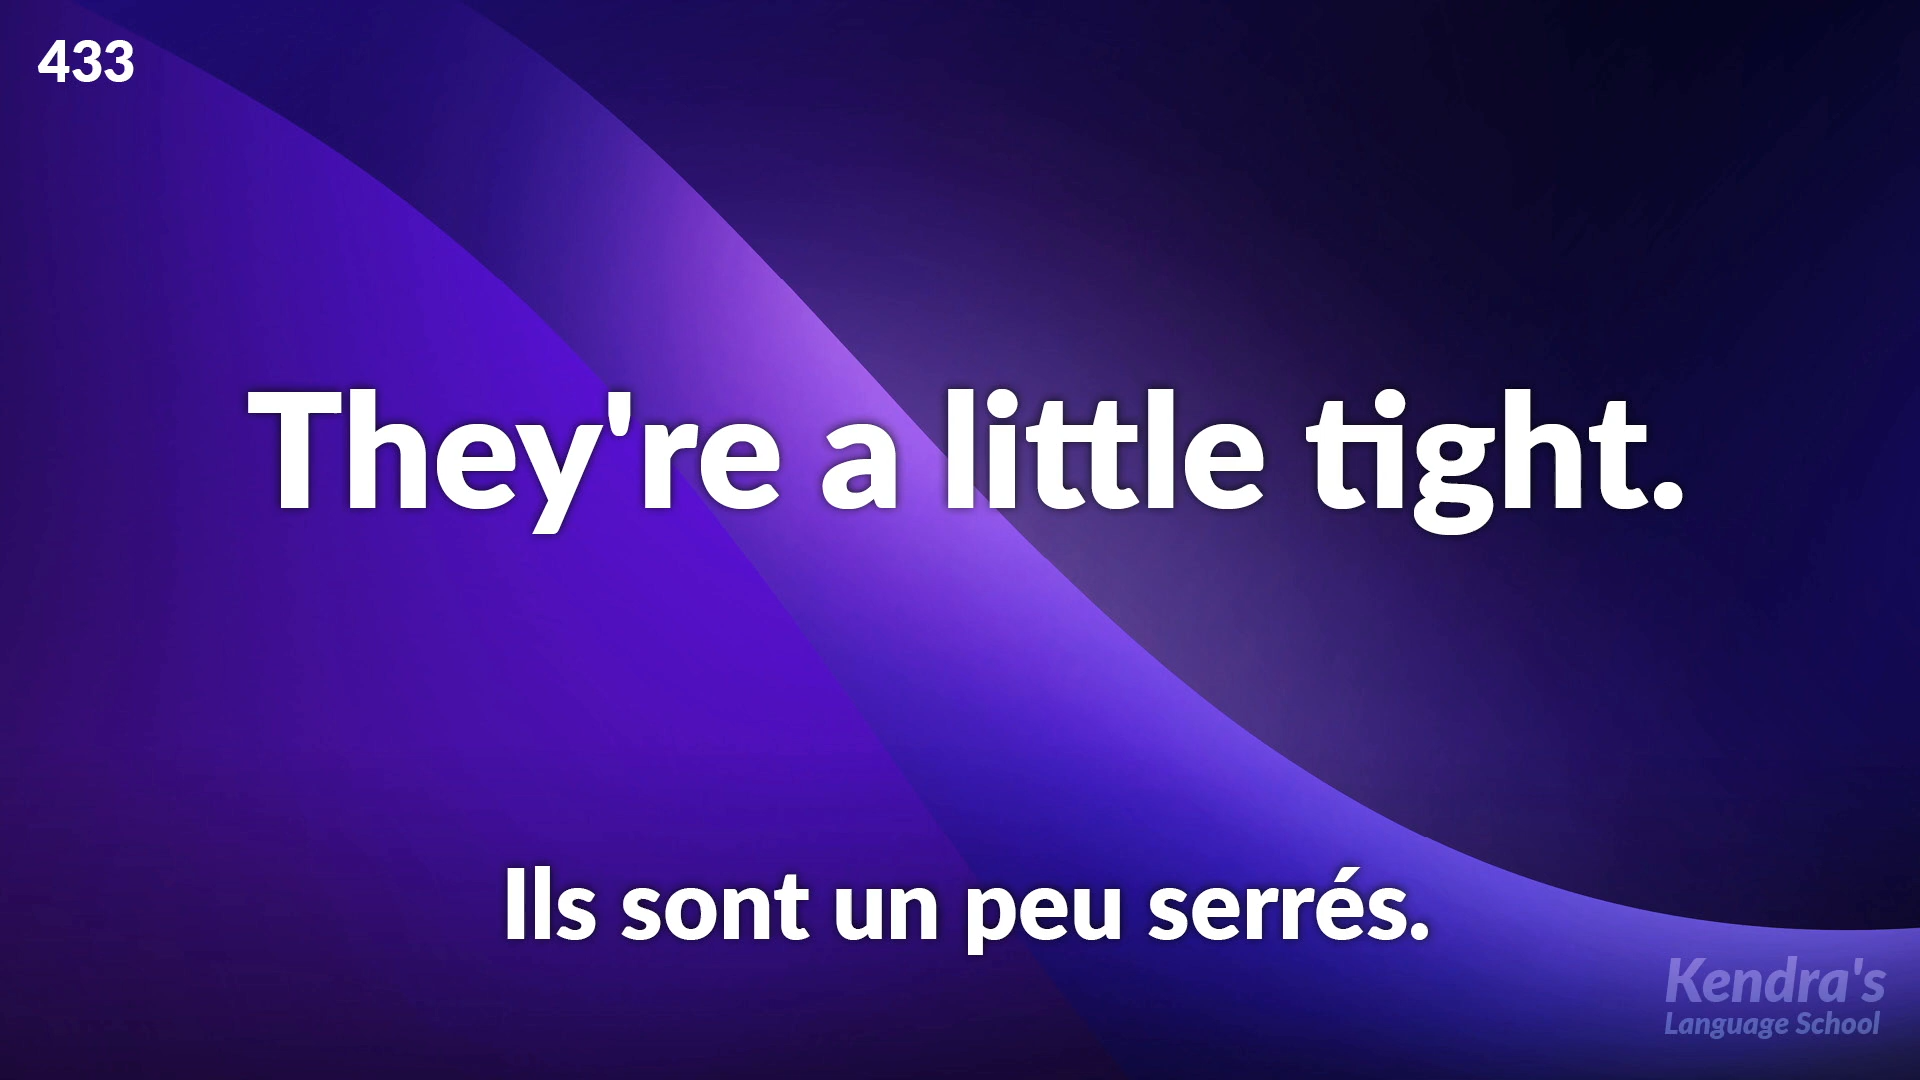 433
They're a little tight.
Ils sont un peu serrés.
Kendra's
Language School